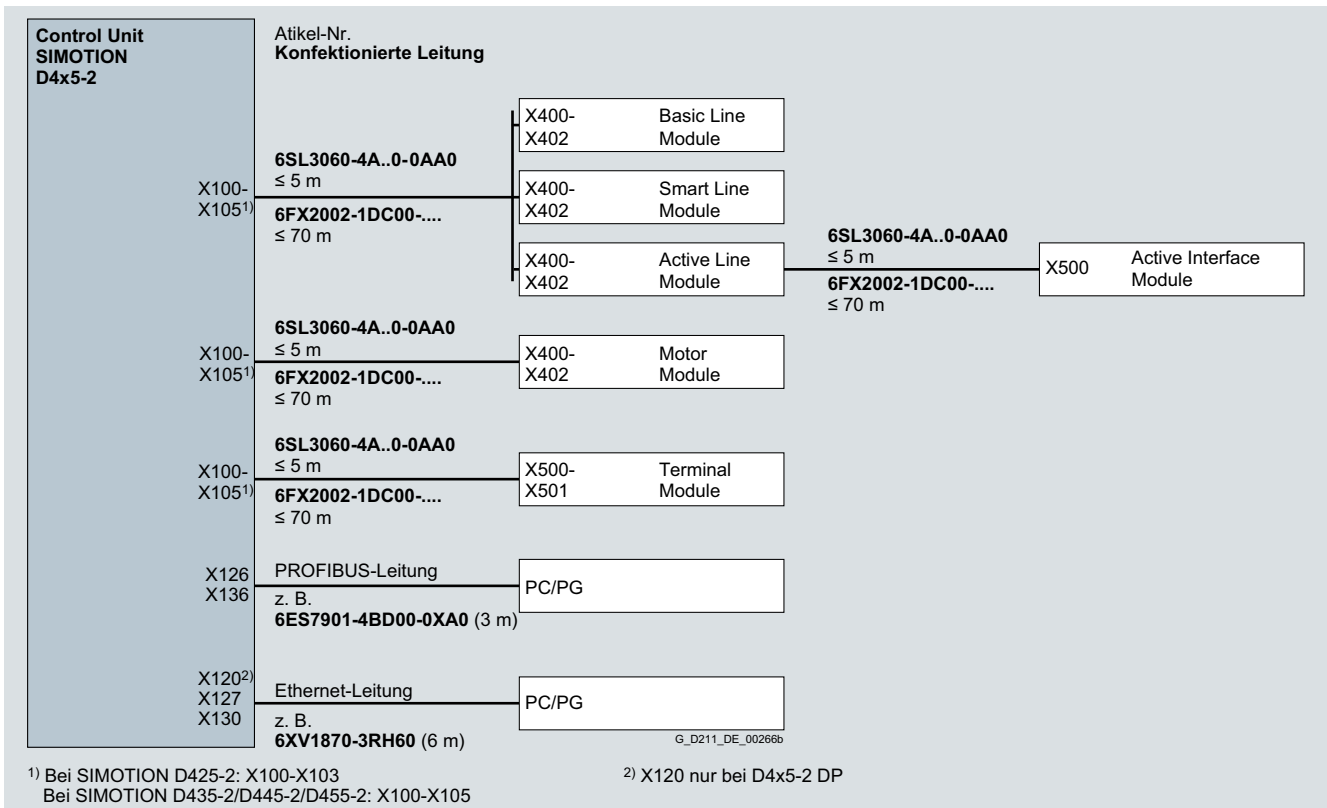 Control Unit
SIMOTION
D4x5-2
Atikel-Nr.
Konfektionierte Leitung
X100-
X105¹⁾
6SL3060-4A..0-0AA0
≤ 5 m
6FX2002-1DC00-....
≤ 70 m
X400- Basic Line
X402 Module
X400- Smart Line
X402 Module
X400- Active Line
X402 Module
6SL3060-4A..0-0AA0
≤ 5 m
6FX2002-1DC00-....
≤ 70 m
X500 Active Interface
Module
X100-
X105¹⁾
6SL3060-4A..0-0AA0
≤ 5 m
6FX2002-1DC00-....
≤ 70 m
X400- Motor
X402 Module
X100-
X105¹⁾
6SL3060-4A..0-0AA0
≤ 5 m
6FX2002-1DC00-....
≤ 70 m
X500- Terminal
X501 Module
X126
X136
PROFIBUS-Leitung
z. B.
6ES7901-4BD00-0XA0 (3 m)
PC/PG
X120²⁾
X127
X130
Ethernet-Leitung
z. B.
6XV1870-3RH60 (6 m)
PC/PG
G_D211_DE_00266b
¹⁾ Bei SIMOTION D425-2: X100-X103
Bei SIMOTION D435-2/D445-2/D455-2: X100-X105
²⁾ X120 nur bei D4x5-2 DP